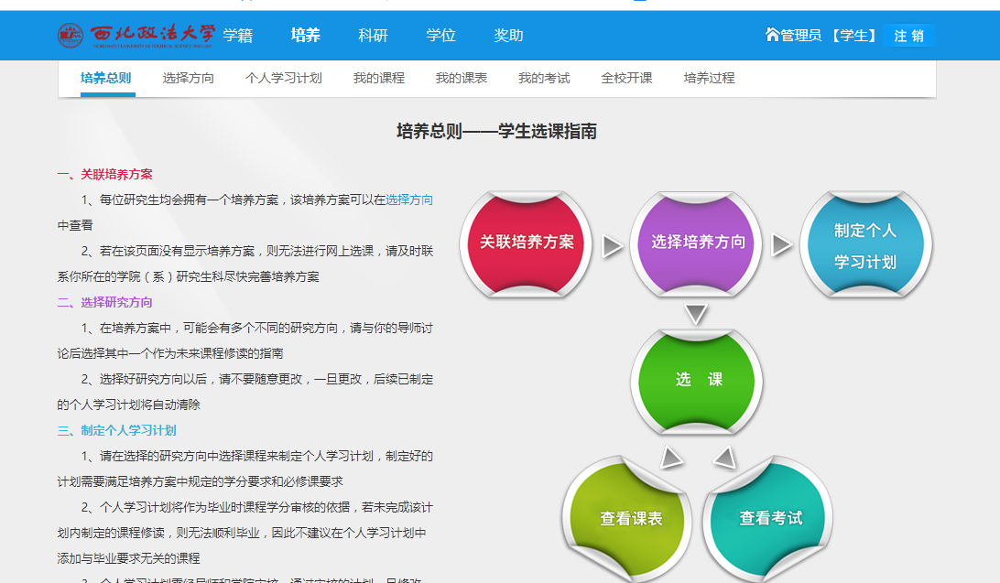 西北政法大学 学籍 培养 科研 学位 奖助 管理员 【学生】 注 销
培养总则 选择方向 个人学习计划 我的课程 我的课表 我的考试 全校开课 培养过程
培养总则——学生选课指南
一、关联培养方案
1、每位研究生均会拥有一个培养方案，该培养方案可以在选择方向
中查看
2、若在该页面没有显示培养方案，则无法进行网上选课，请及时联
系你所在的学院（系）研究生科尽快完善培养方案
二、选择研究方向
1、在培养方案中，可能会有多个不同的研究方向，请与你的导师讨
论后选择其中一个作为未来课程修读的指南
2、选择好研究方向以后，请不要随意更改，一旦更改，后续已制定
的个人学习计划将自动清除
三、制定个人学习计划
1、请在选择的研究方向中选择课程来制定个人学习计划，制定好的
计划需要满足培养方案中规定的学分要求和必修课要求
2、个人学习计划将作为毕业时课程学分审核的依据，若未完成该计
划内制定的课程修读，则无法顺利毕业，因此不建议在个人学习计划中
添加与毕业要求无关的课程
关联培养方案
选择培养方向
制定个人
学习计划
选 课
查看课表
查看考试